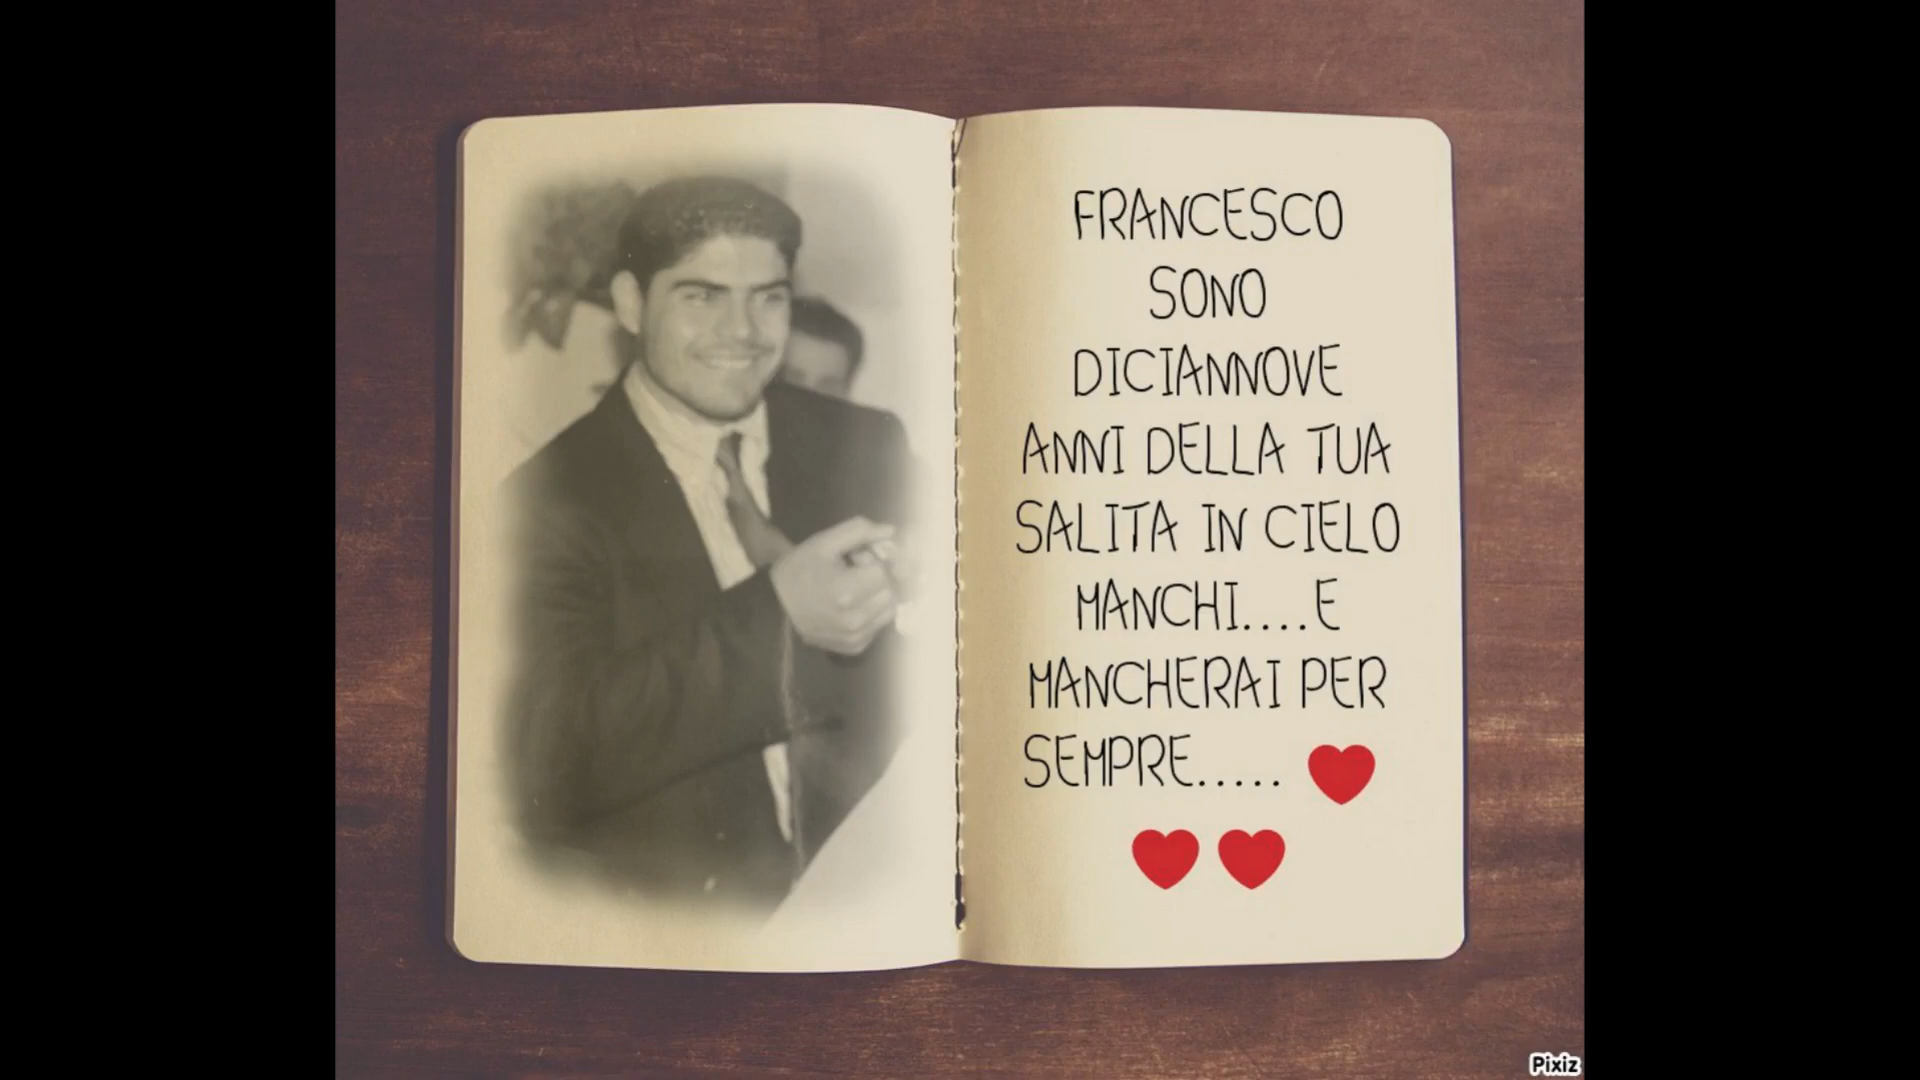 FRANCESCO
SONO
DICIANNOVE
ANNI DELLA TUA
SALITA IN CIELO
MANCHI....E
MANCHERAI PER
SEMPRE..... ❤
❤❤
Pixiz